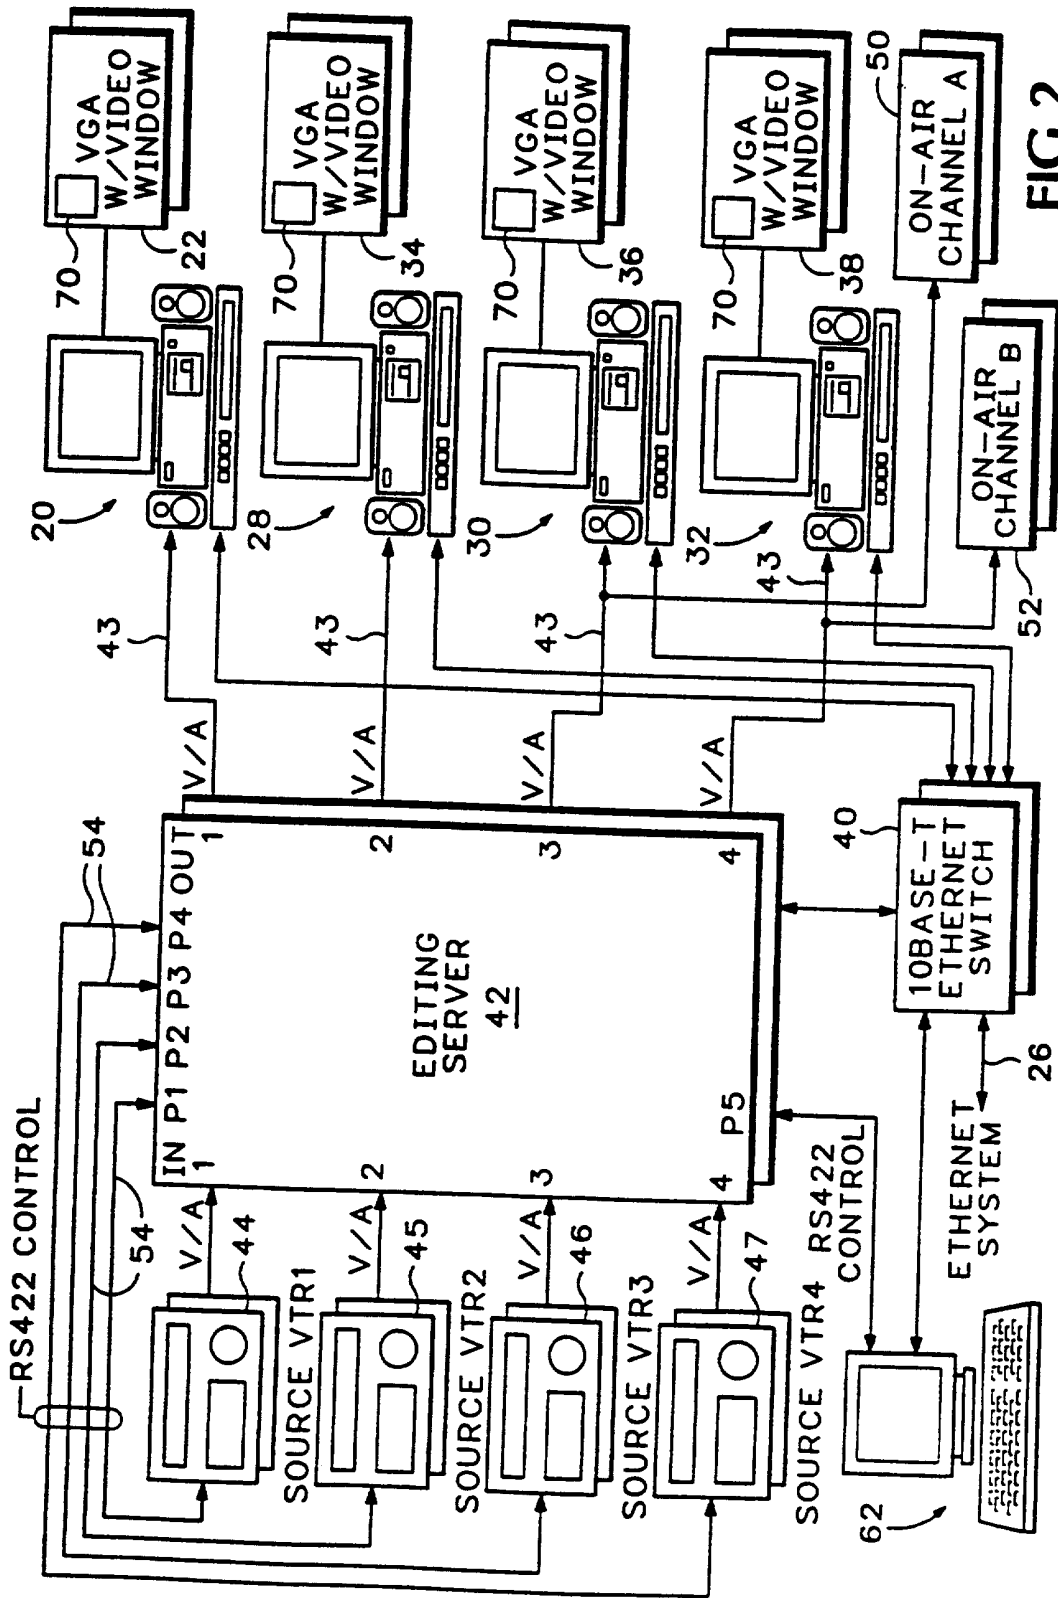 RS422 CONTROL
54
54
IN P1 P2 P3 P4 OUT
1
2
3
4
1
2
3
4
P5
EDITING
SERVER
42
V/A
V/A
V/A
V/A
44
SOURCE VTR1
45
SOURCE VTR2
46
SOURCE VTR3
47
SOURCE VTR4
RS422
CONTROL
62
ETHERNET
SYSTEM
26
40
10BASE-T
ETHERNET
SWITCH
V/A
V/A
V/A
V/A
43
43
43
43
20
70
VGA
W/VIDEO
WINDOW
22
28
70
VGA
W/VIDEO
WINDOW
34
30
70
VGA
W/VIDEO
WINDOW
36
32
70
VGA
W/VIDEO
WINDOW
38
ON-AIR
CHANNEL A
50
ON-AIR
CHANNEL B
52
FIG.2